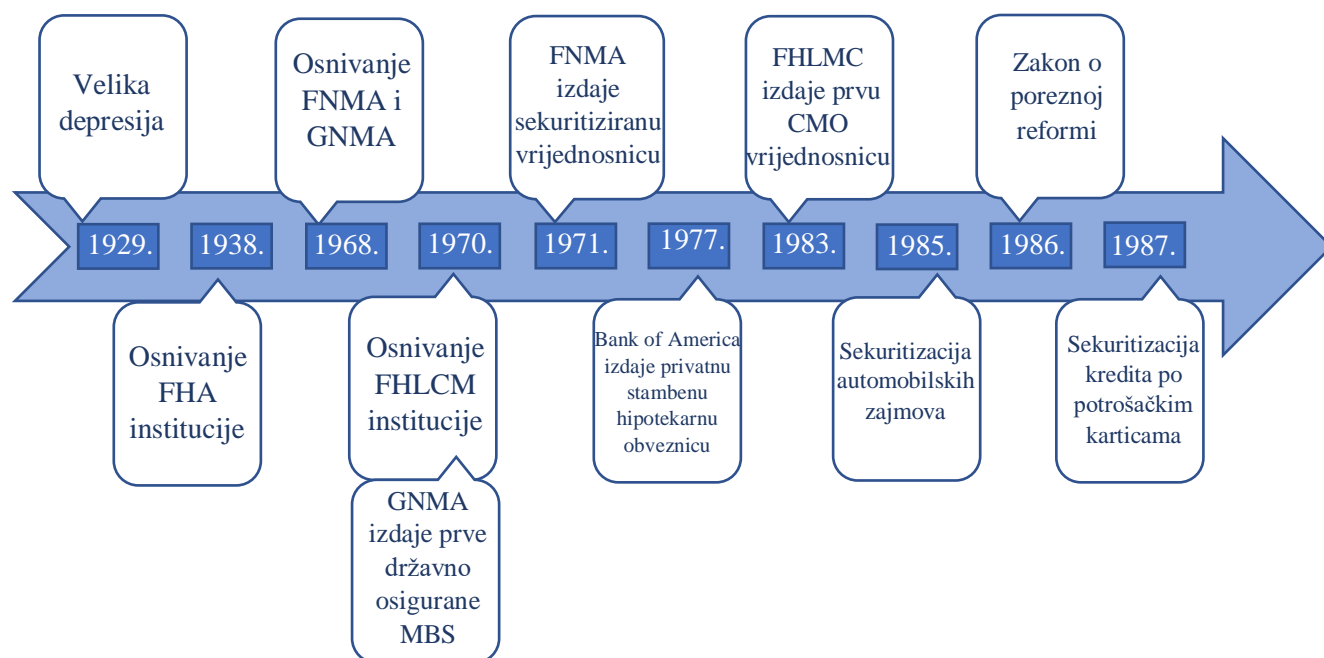 Velika
depresija
Osnivanje
FNMA i
GNMA
FNMA
izdaje
sekuritiziranu
vrijednosnicu
FHLMC
izdaje prvu
CMO
vrijednosnicu
Zakon o
poreznoj
reformi
1929.
1938.
1968.
1970.
1971.
1977.
1983.
1985.
1986.
1987.
Osnivanje
FHA
institucije
Osnivanje
FHLCM
institucije
GNMA
izdaje prve
državno
osigurane
MBS
Bank of America
izdaje privatnu
stambenu
hipotekarnu
obveznicu
Sekuritizacija
automobilskih
zajmova
Sekuritizacija
kredita po
potrošačkim
karticama